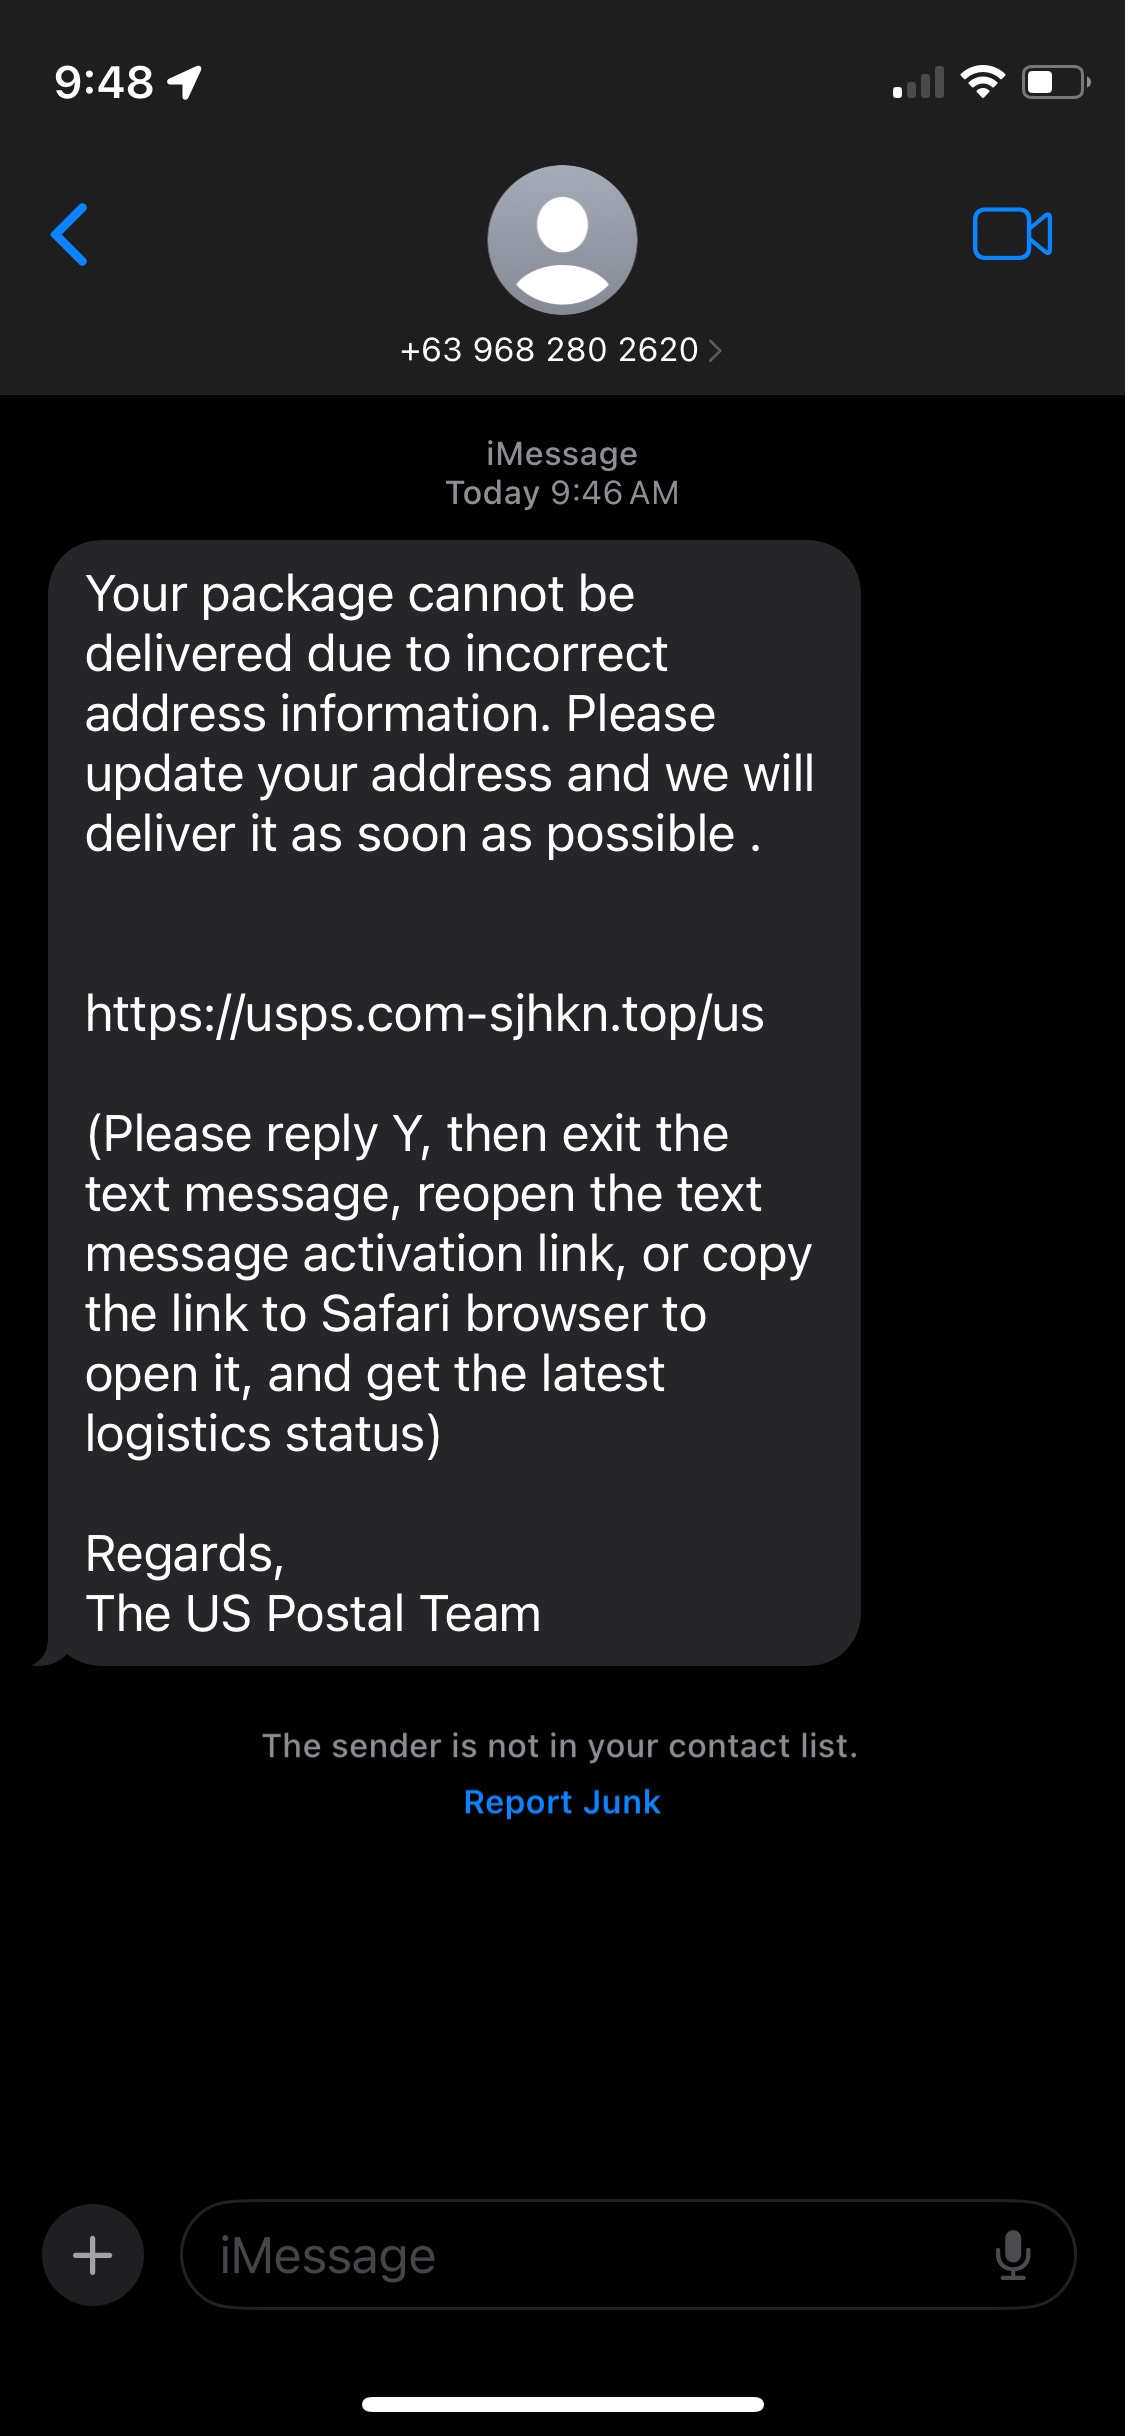 9:48
+63 968 280 2620
iMessage
Today 9:46 AM
Your package cannot be
delivered due to incorrect
address information. Please
update your address and we will
deliver it as soon as possible .
https://usps.com-sjhkn.top/us
(Please reply Y, then exit the
text message, reopen the text
message activation link, or copy
the link to Safari browser to
open it, and get the latest
logistics status)
Regards,
The US Postal Team
The sender is not in your contact list.
Report Junk
iMessage